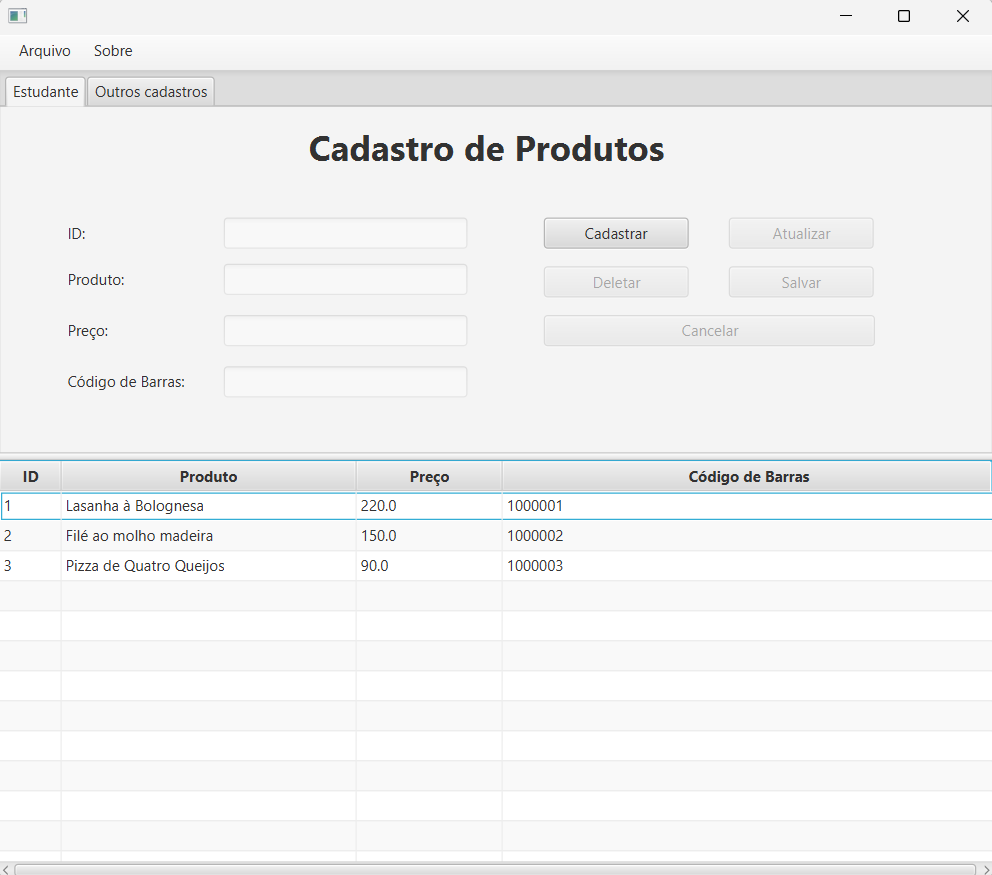 Arquivo Sobre
Estudante Outros cadastros
Cadastro de Produtos
ID: Cadastrar Atualizar
Produto: Deletar Salvar
Preço: Cancelar
Código de Barras:
ID Produto Preço Código de Barras
1 Lasanha à Bolognesa 220.0 1000001
2 Filé ao molho madeira 150.0 1000002
3 Pizza de Quatro Queijos 90.0 1000003